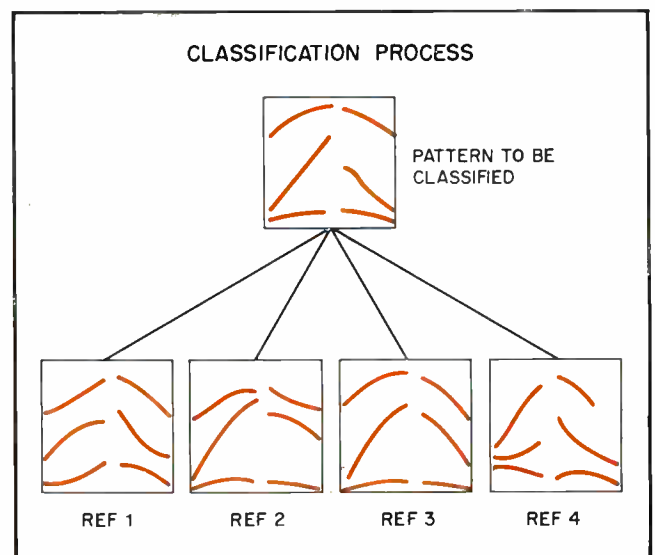 CLASSIFICATION PROCESS
PATTERN TO BE
CLASSIFIED
REF 1
REF 2
REF 3
REF 4